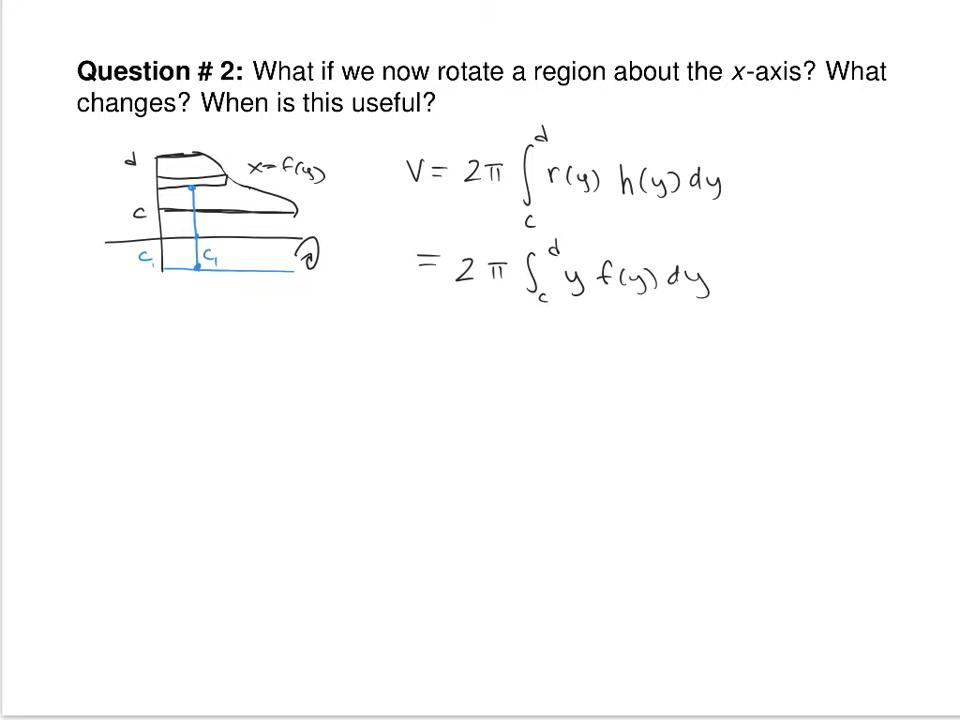 Question # 2: What if we now rotate a region about the x-axis? What
changes? When is this useful?
d
x=f(y)
c
c₁ c₁
V = 2π ∫_c^d r(y) h(y) dy
= 2π ∫_c^d y f(y) dy